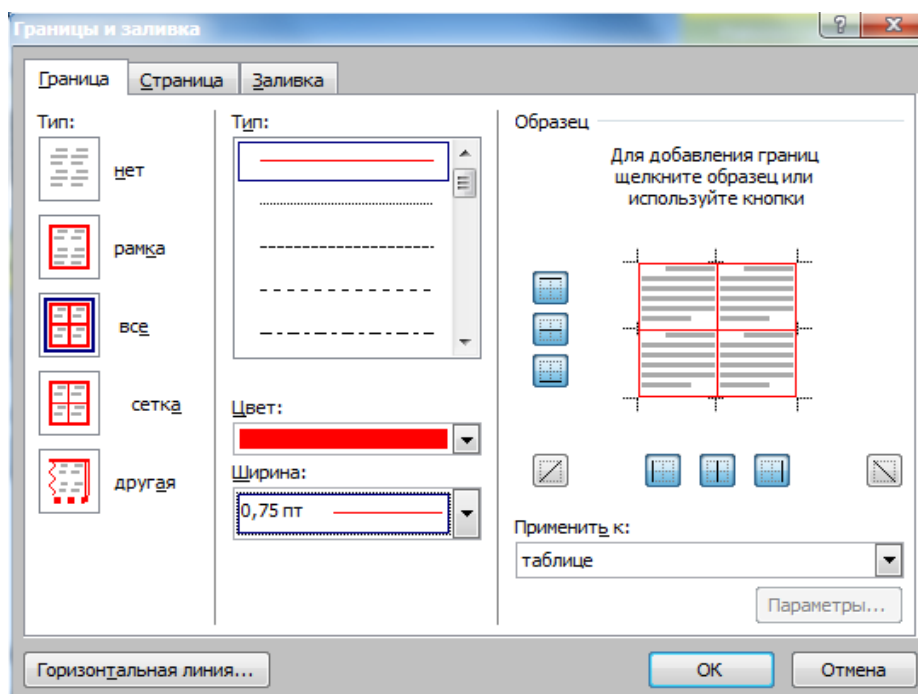 Границы и заливка
Граница
Страница
Заливка
Тип:
нет
рамка
все
сетка
другая
Тип:
Цвет:
Ширина:
0,75 пт
Образец
Для добавления границ
щелкните образец или
используйте кнопки
Применить к:
таблице
Параметры...
Горизонтальная линия...
ОК
Отмена